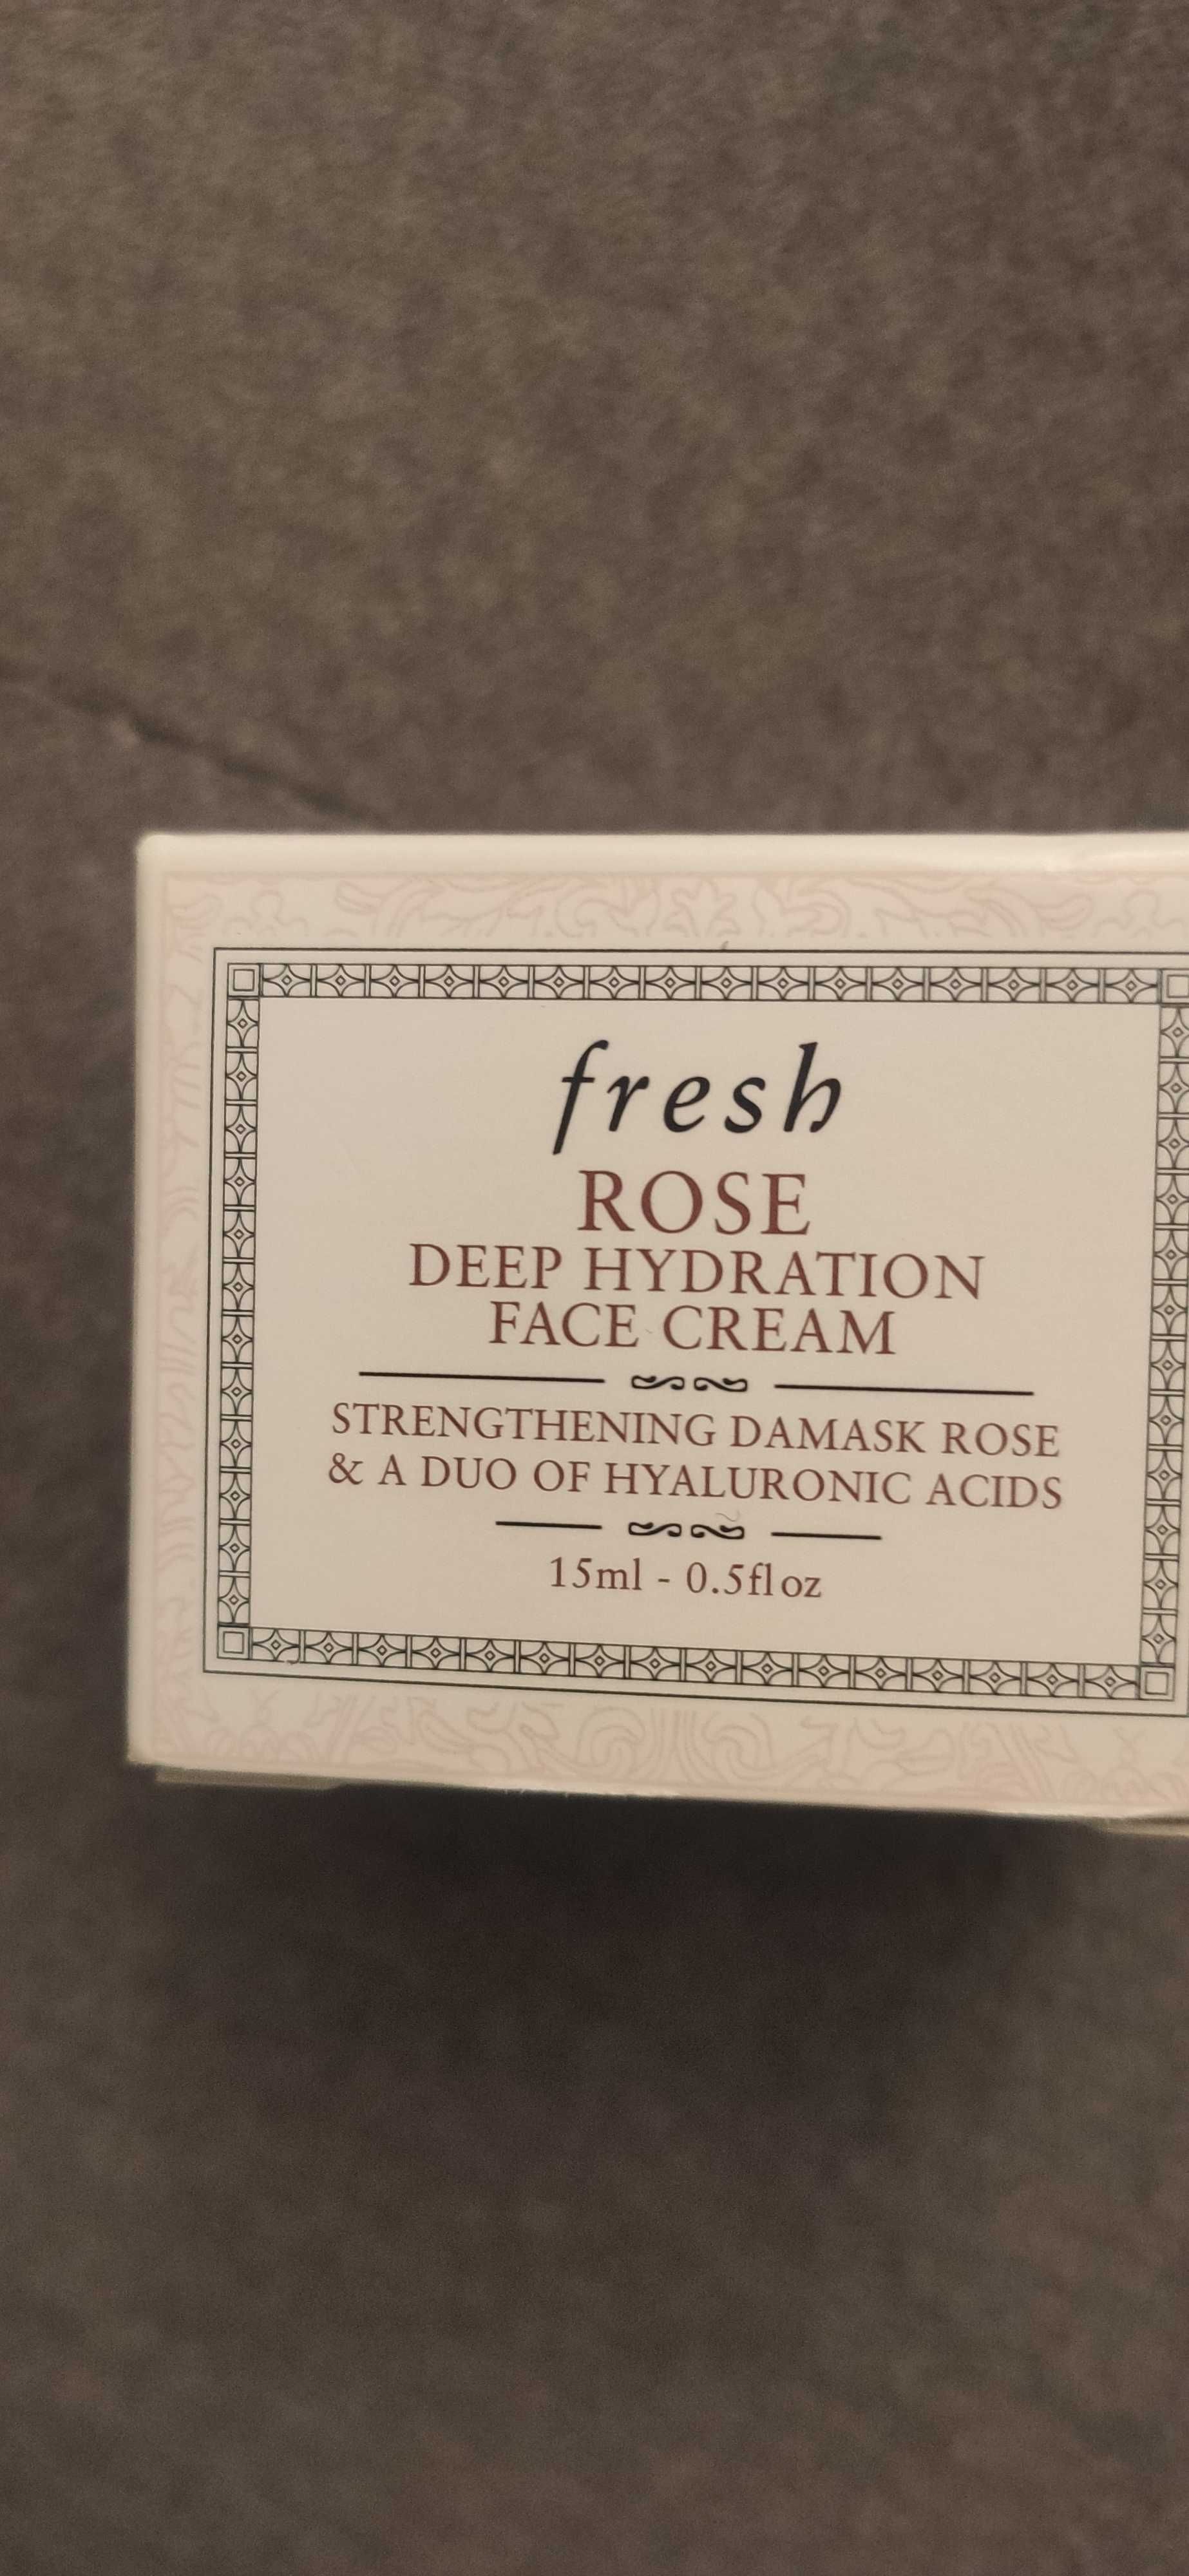 fresh
ROSE
DEEP HYDRATION
FACE CREAM
STRENGTHENING DAMASK ROSE
& A DUO OF HYALURONIC ACIDS
15ml - 0.5fl oz